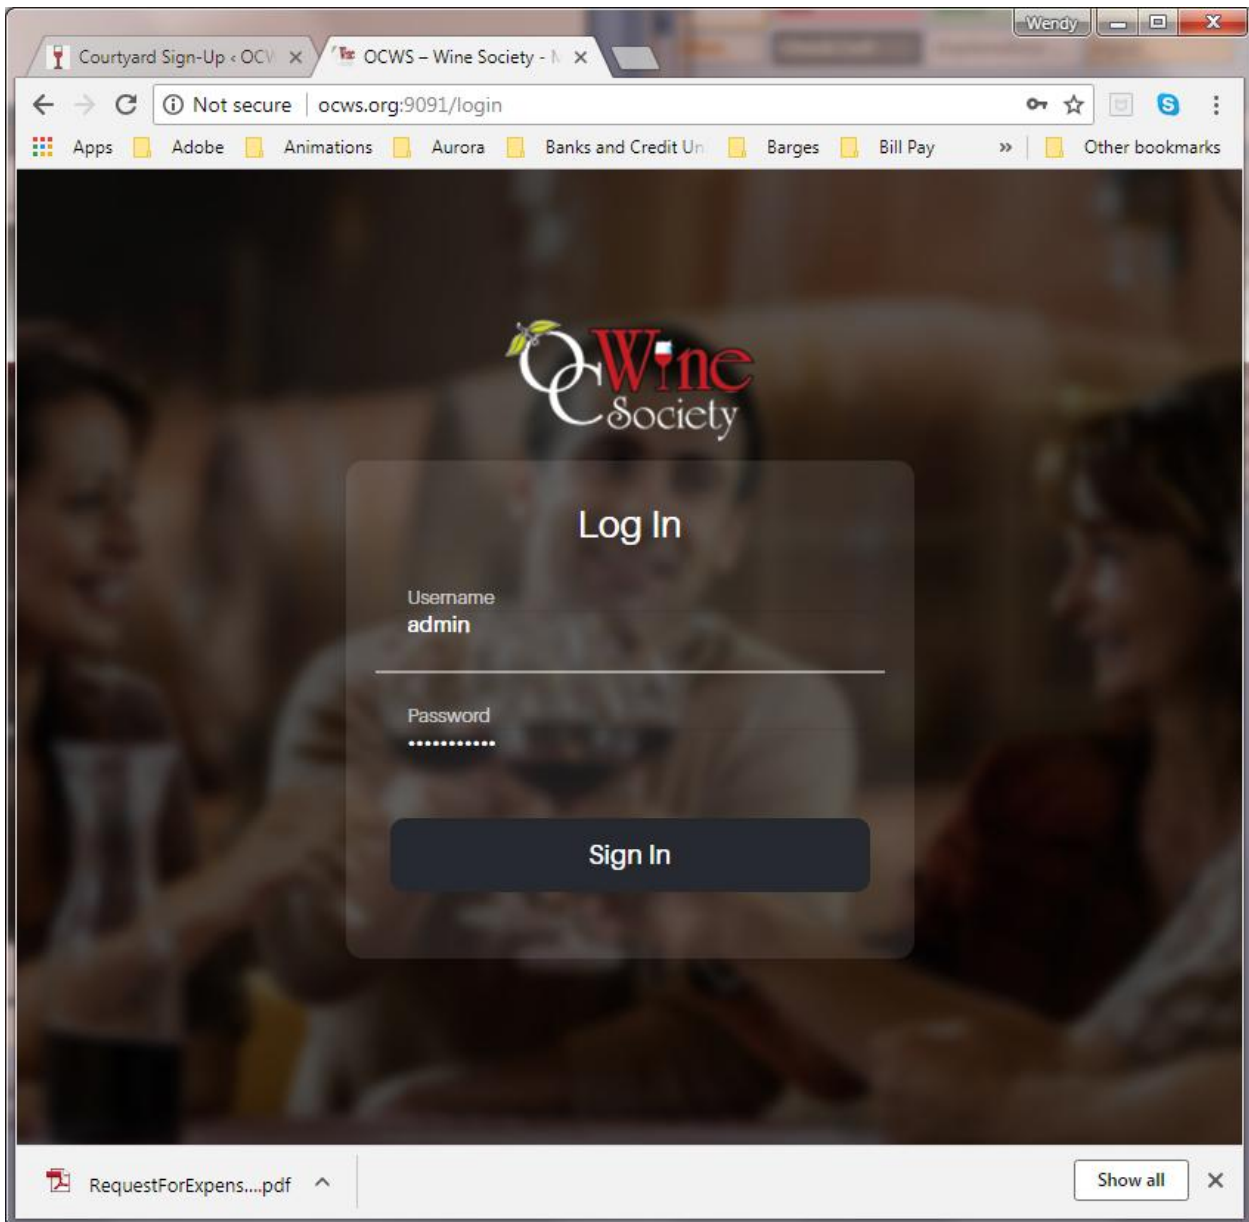 Wendy
Courtyard Sign-Up ‹ OCW
OCWS – Wine Society - M
Not secure | ocws.org:9091/login
Apps Adobe Animations Aurora Banks and Credit Un Barges Bill Pay » Other bookmarks
OC Wine
Society
Log In
Username
admin
Password
•••••••••••
Sign In
RequestForExpens....pdf
Show all